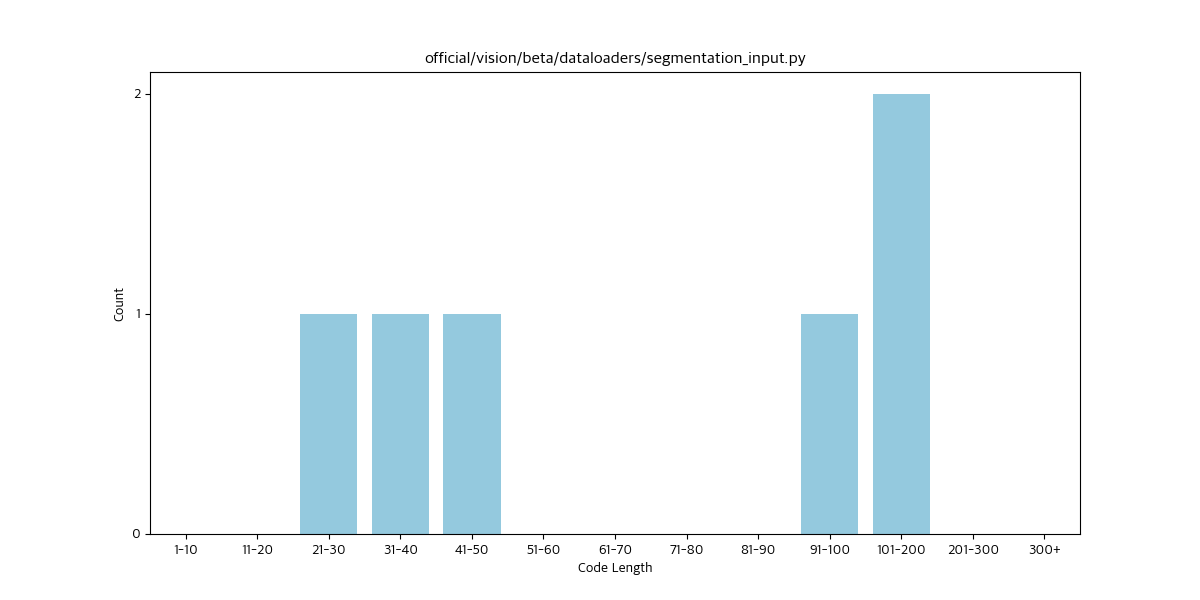 official/vision/beta/dataloaders/segmentation_input.py
2
1
0
Count
1-10 11-20 21-30 31-40 41-50 51-60 61-70 71-80 81-90 91-100 101-200 201-300 300+
Code Length